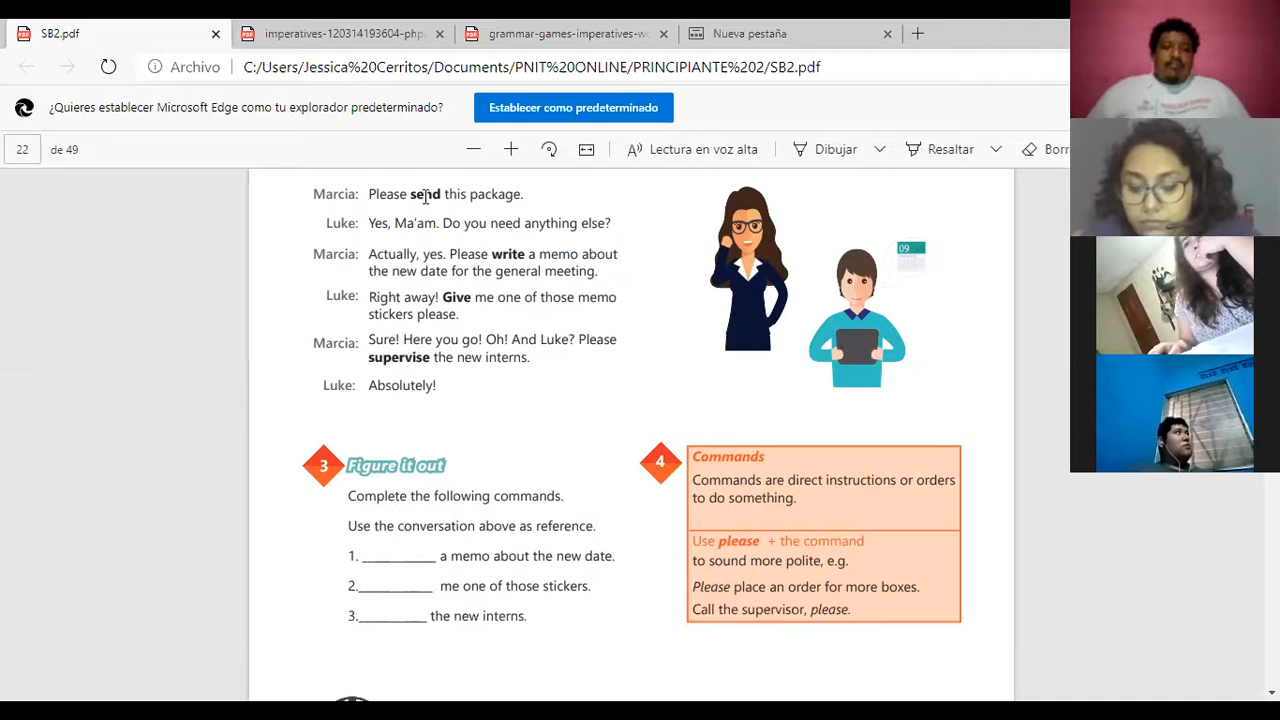 SB2.pdf
imperatives-120314193604-php
grammar-games-imperatives-wo
Nueva pestaña
Archivo
C:/Users/Jessica%20Cerritos/Documents/PNIT%20ONLINE/PRINCIPIANTE%202/SB2.pdf
¿Quieres establecer Microsoft Edge como tu explorador predeterminado?
Establecer como predeterminado
22 de 49
Lectura en voz alta
Dibujar
Resaltar
Borr
Marcia: Please send this package.
Luke: Yes, Ma'am. Do you need anything else?
Marcia: Actually, yes. Please write a memo about
the new date for the general meeting.
Luke: Right away! Give me one of those memo
stickers please.
Marcia: Sure! Here you go! Oh! And Luke? Please
supervise the new interns.
Luke: Absolutely!
09
3 Figure it out
Complete the following commands.
Use the conversation above as reference.
1. ___________ a memo about the new date.
2.___________ me one of those stickers.
3.__________ the new interns.
4
Commands
Commands are direct instructions or orders
to do something.
Use please + the command
to sound more polite, e.g.
Please place an order for more boxes.
Call the supervisor, please.